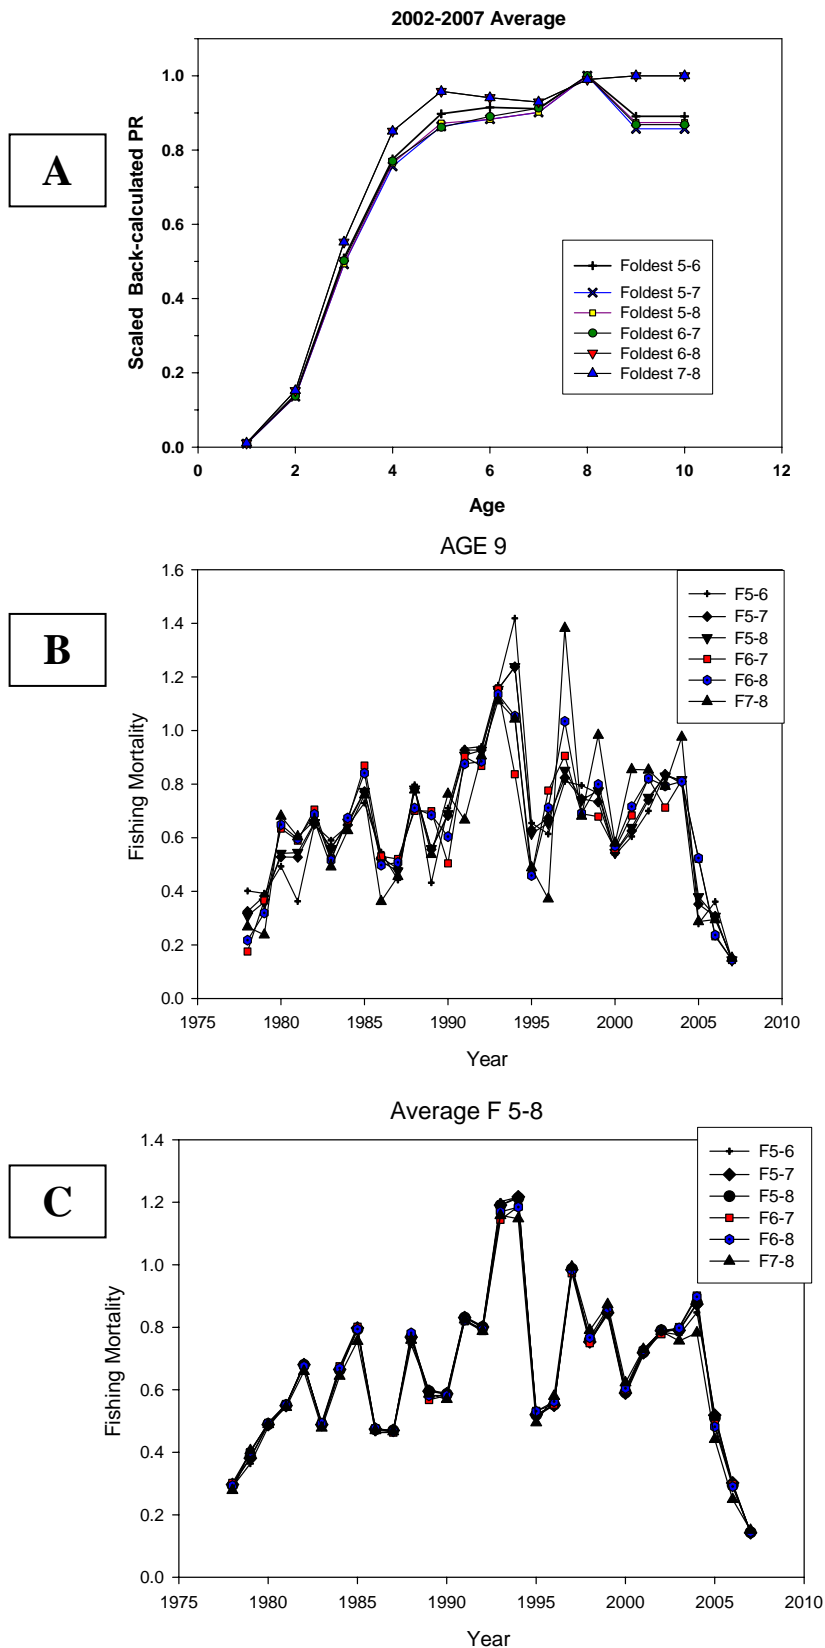 2002-2007 Average
A
Scaled Back-calculated PR
1.0
0.8
0.6
0.4
0.2
0.0
Foldest 5-6
Foldest 5-7
Foldest 5-8
Foldest 6-7
Foldest 6-8
Foldest 7-8
0 2 4 6 8 10 12
Age
AGE 9
B
Fishing Mortality
1.6
1.4
1.2
1.0
0.8
0.6
0.4
0.2
0.0
F5-6
F5-7
F5-8
F6-7
F6-8
F7-8
1975 1980 1985 1990 1995 2000 2005 2010
Year
Average F 5-8
C
Fishing Mortality
1.4
1.2
1.0
0.8
0.6
0.4
0.2
0.0
F5-6
F5-7
F5-8
F6-7
F6-8
F7-8
1975 1980 1985 1990 1995 2000 2005 2010
Year